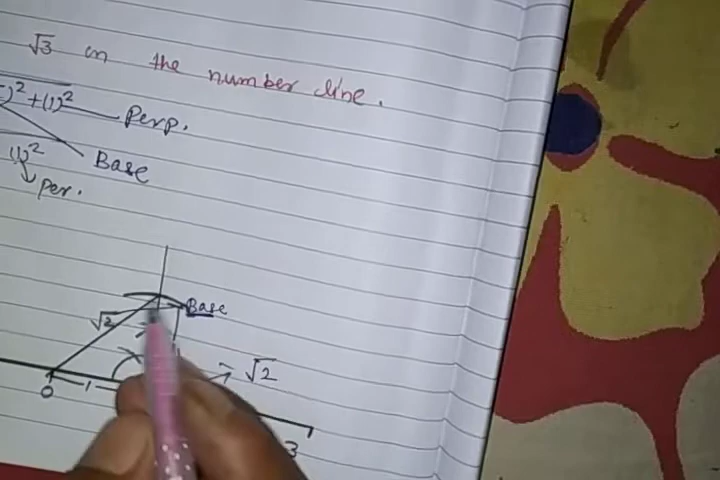 √3 on the number line.
)² + (1)² Perp.
(1)² Base
per.
Base
√2
√2
0 1
3